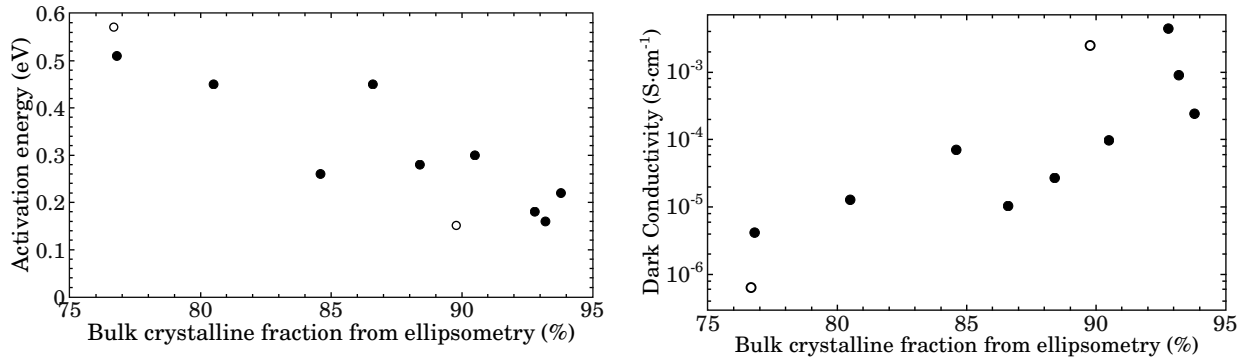 0.6
0.5
0.4
0.3
0.2
0.1
0
Activation energy (eV)
75 80 85 90 95
Bulk crystalline fraction from ellipsometry (%)
10⁻³
10⁻⁴
10⁻⁵
10⁻⁶
Dark Conductivity (S·cm⁻¹)
75 80 85 90 95
Bulk crystalline fraction from ellipsometry (%)